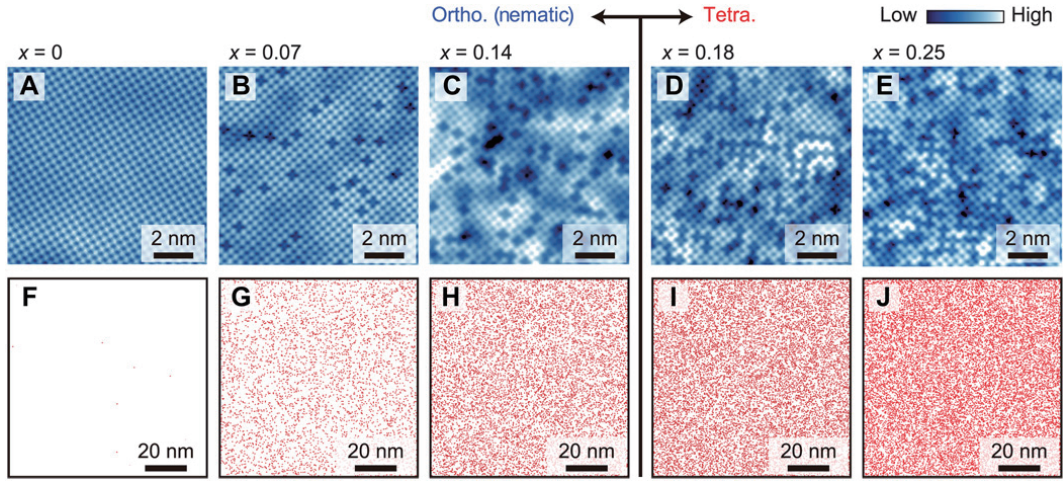 Ortho. (nematic) Tetra. Low High
x = 0 x = 0.07 x = 0.14 x = 0.18 x = 0.25
A B C D E
2 nm 2 nm 2 nm 2 nm 2 nm
F G H I J
20 nm 20 nm 20 nm 20 nm 20 nm